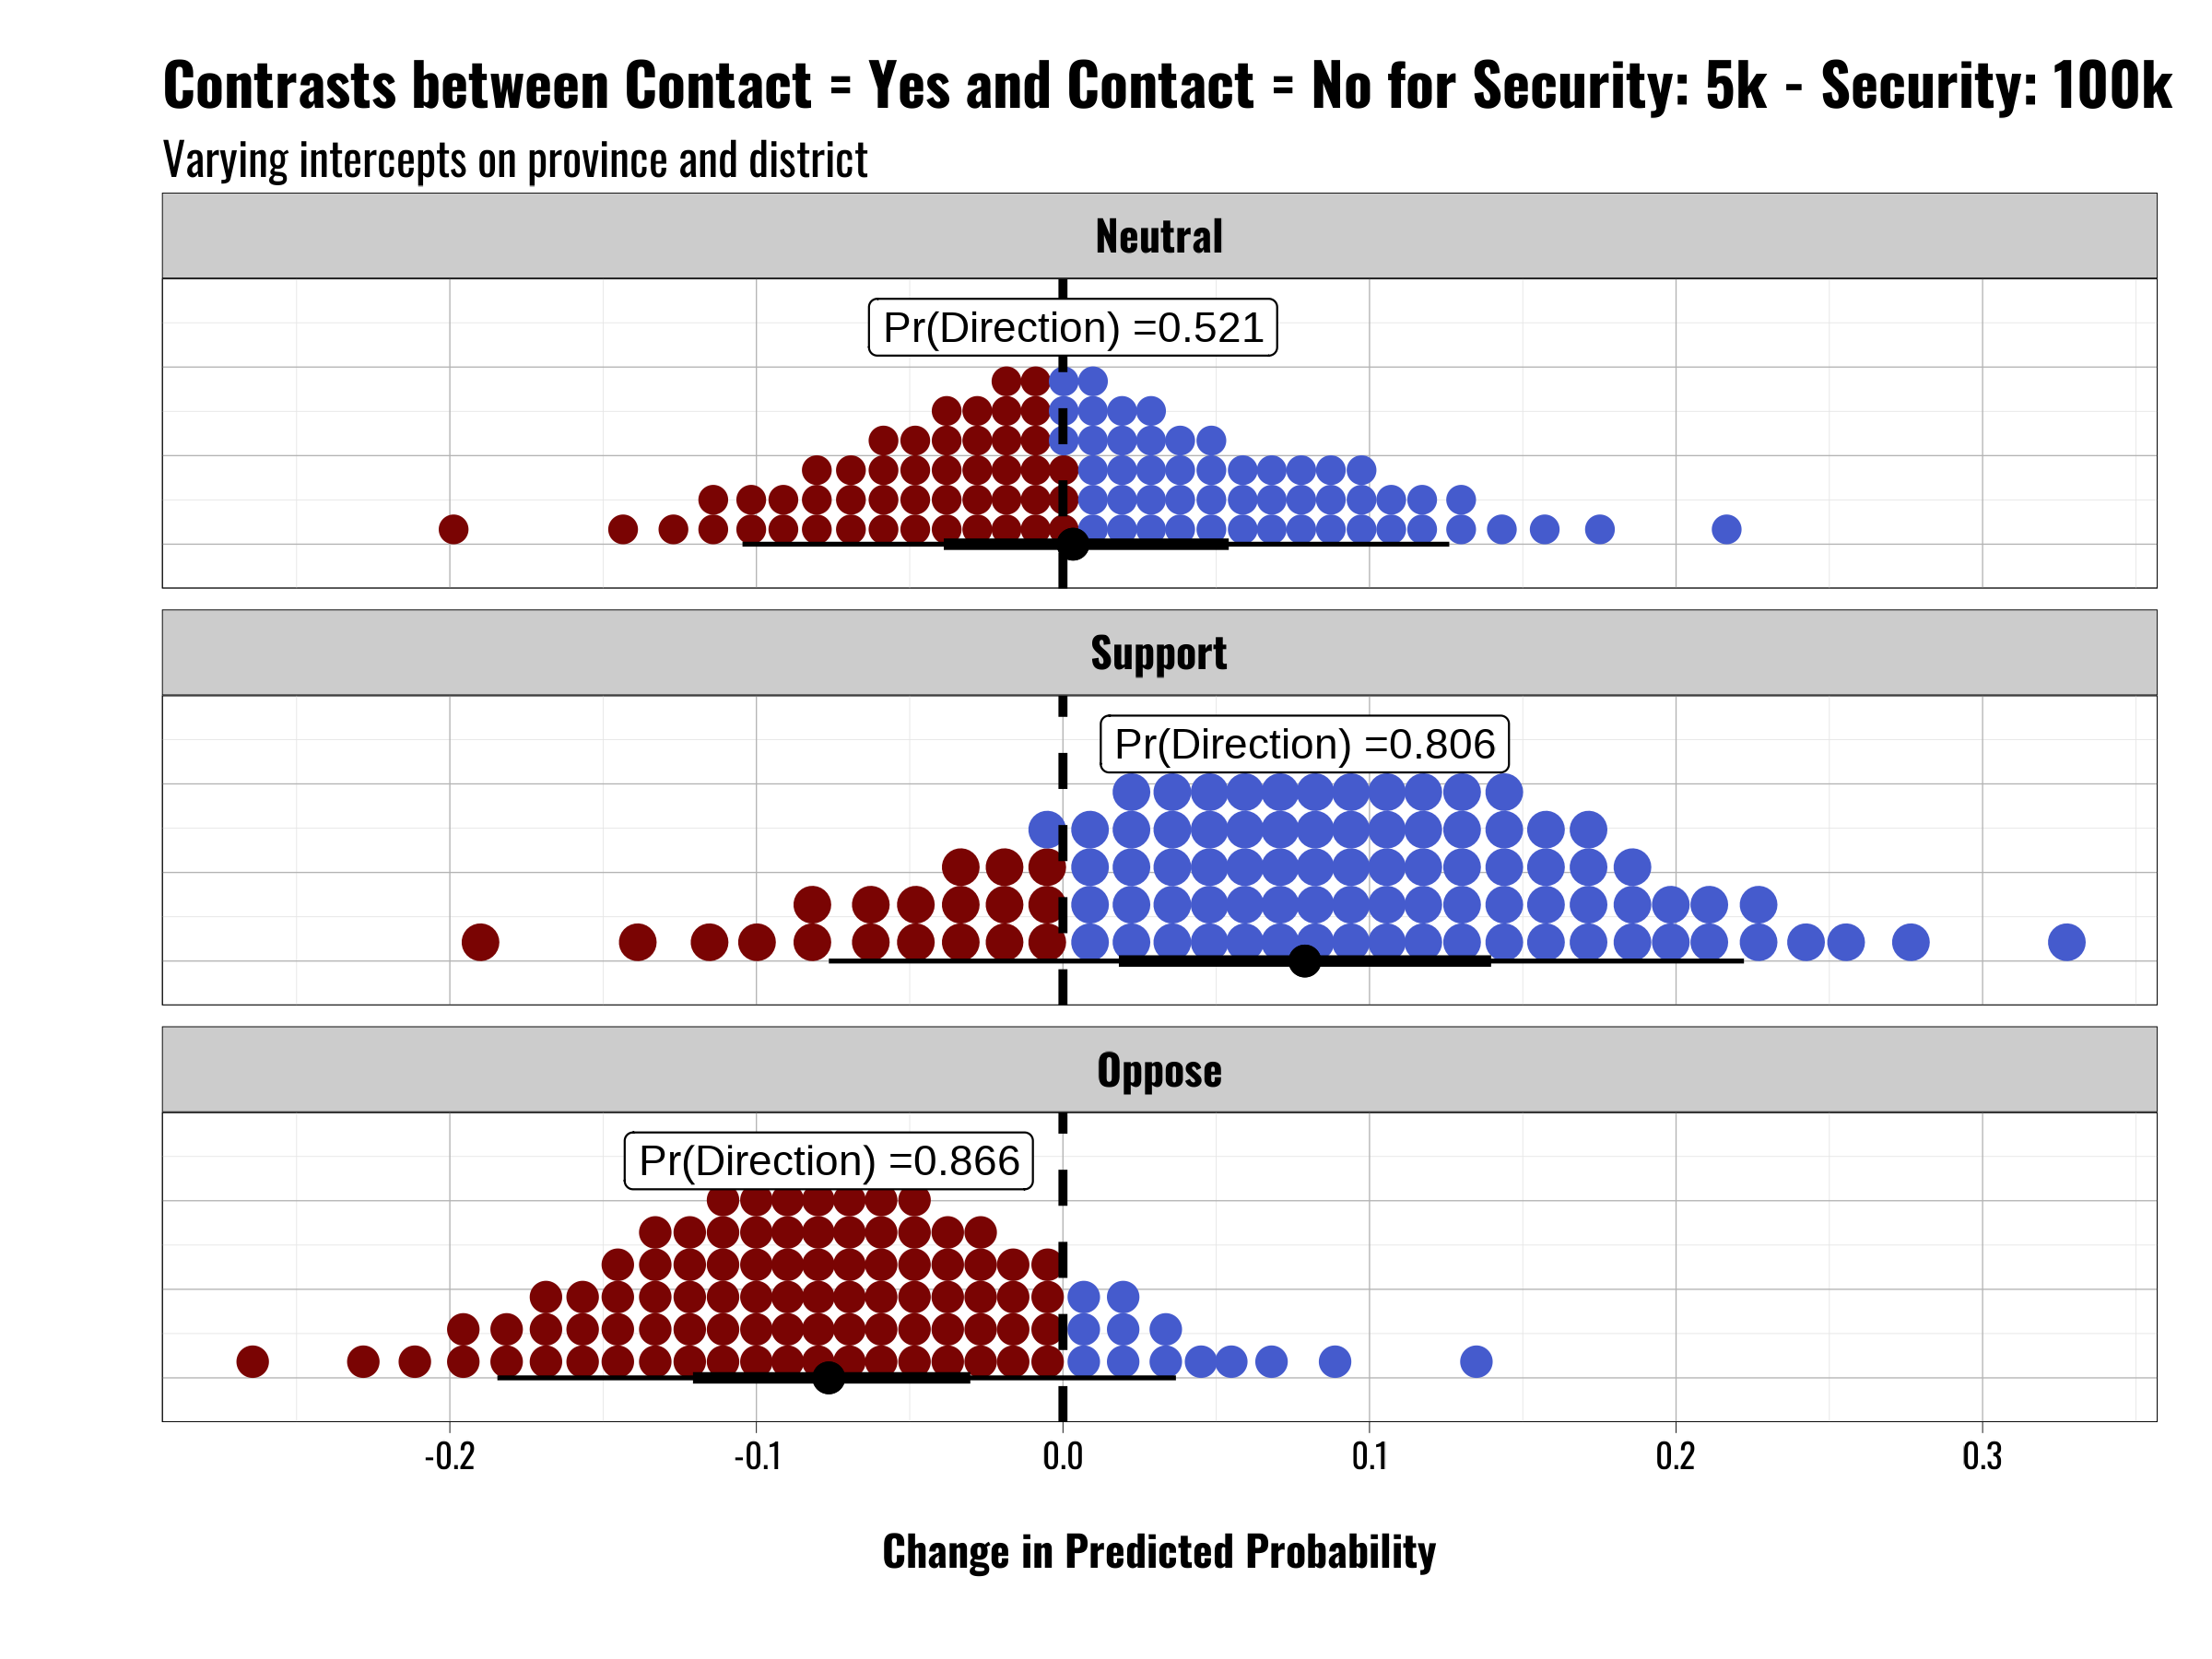 Contrasts between Contact = Yes and Contact = No for Security: 5k - Security: 100k
Varying intercepts on province and district
Neutral
Pr(Direction) =0.521
Support
Pr(Direction) =0.806
Oppose
Pr(Direction) =0.866
-0.2 -0.1 0.0 0.1 0.2 0.3
Change in Predicted Probability